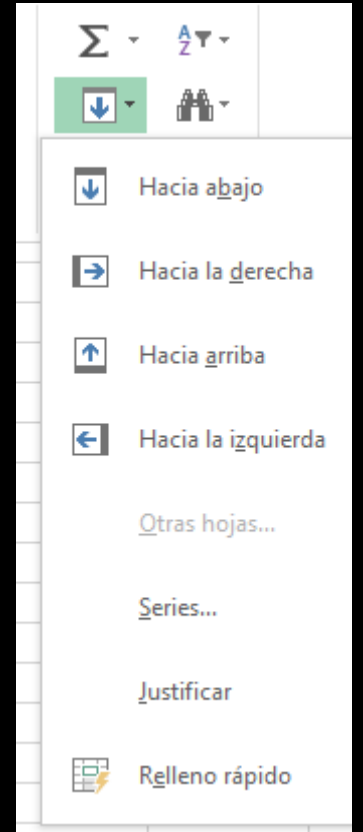 Σ
A
Z
Hacia abajo
Hacia la derecha
Hacia arriba
Hacia la izquierda
Otras hojas...
Series...
Justificar
Relleno rápido